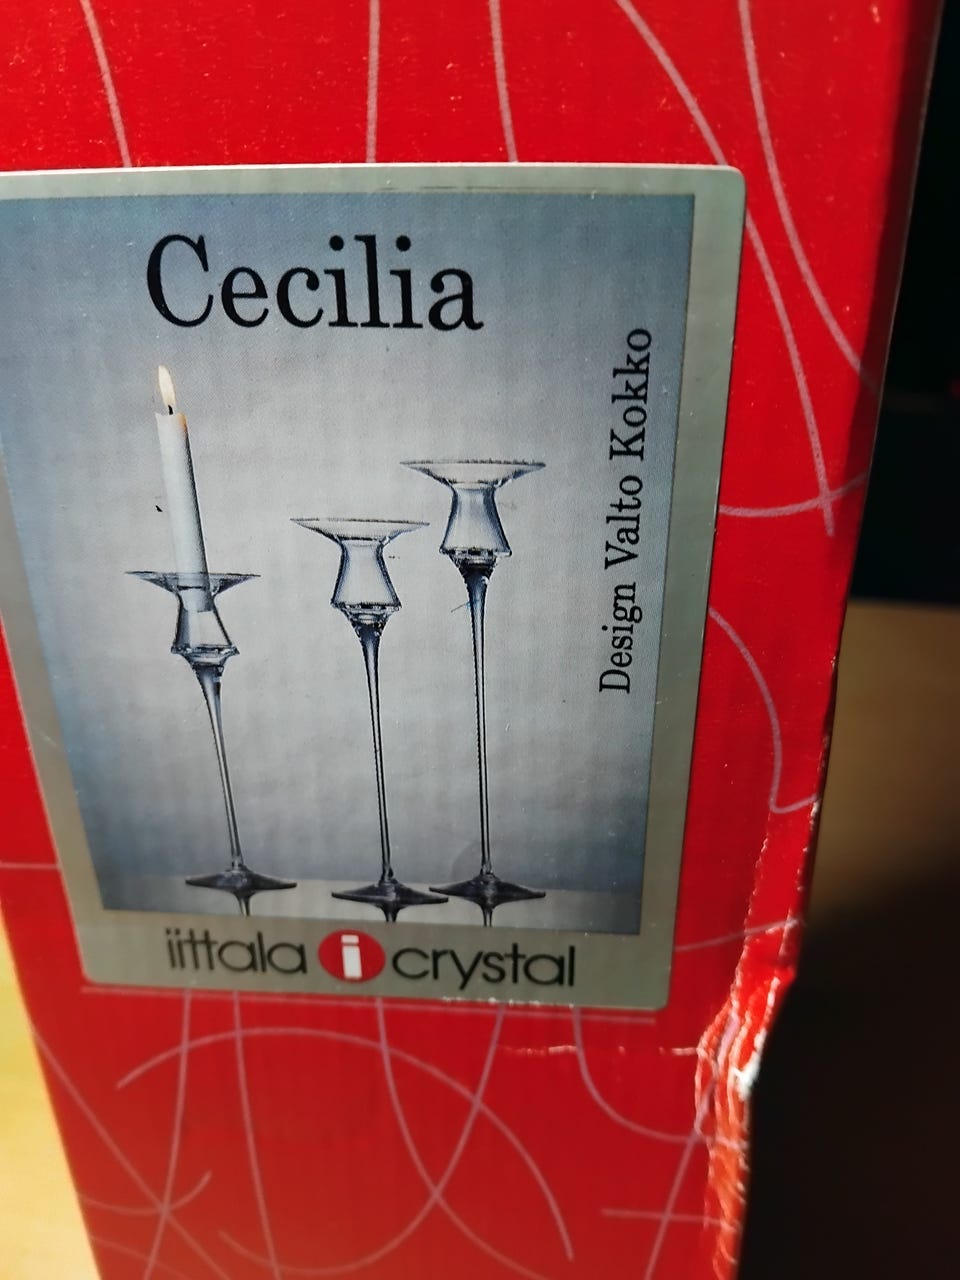 Cecilia
Design Valto Kokko
iittala i crystal